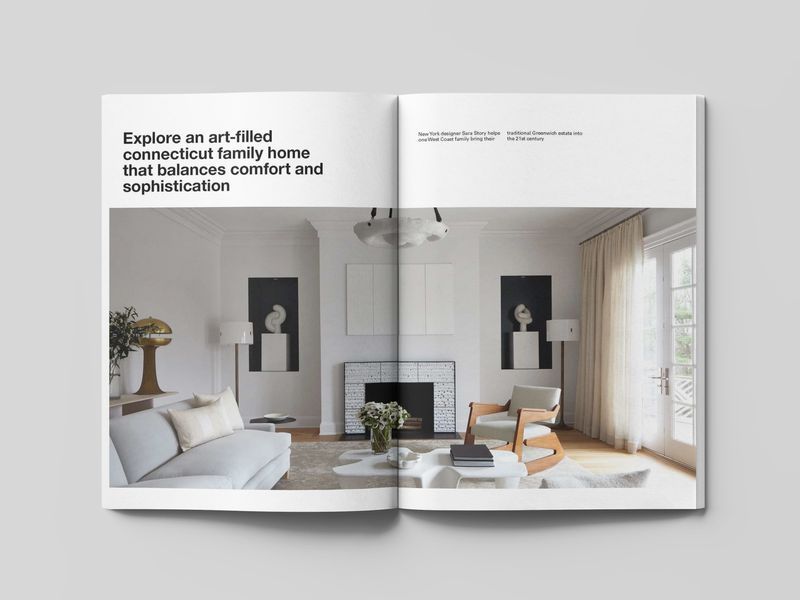 Explore an art-filled
connecticut family home
that balances comfort and
sophistication
New York designer Sara Story helps
one West Coast family bring their
traditional Greenwich estate into
the 21st century